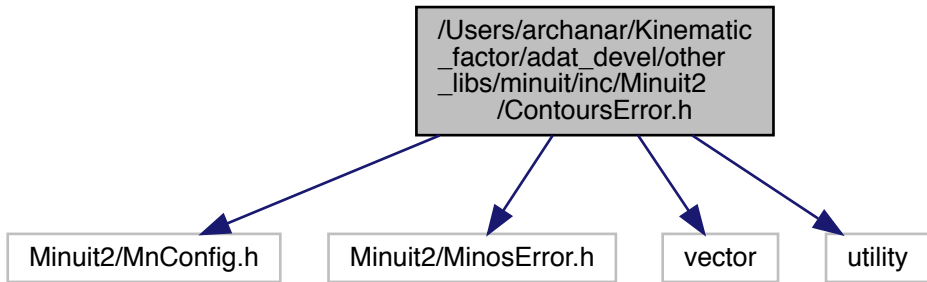 /Users/archanar/Kinematic
_factor/adat_devel/other
_libs/minuit/inc/Minuit2
/ContoursError.h
Minuit2/MnConfig.h
Minuit2/MinosError.h
vector
utility